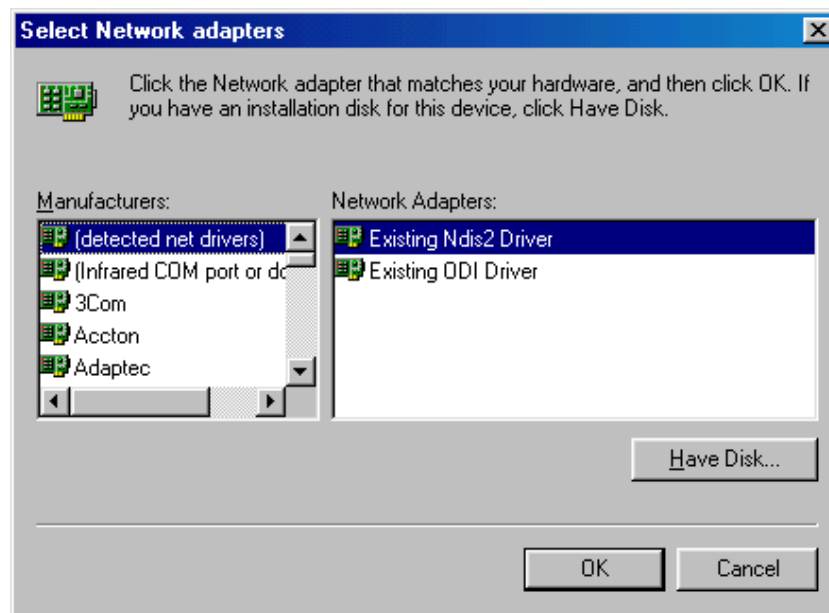 Select Network adapters
Click the Network adapter that matches your hardware, and then click OK. If
you have an installation disk for this device, click Have Disk.
Manufacturers:
(detected net drivers)
(Infrared COM port or do
3Com
Accton
Adaptec
Network Adapters:
Existing Ndis2 Driver
Existing ODI Driver
Have Disk...
OK
Cancel